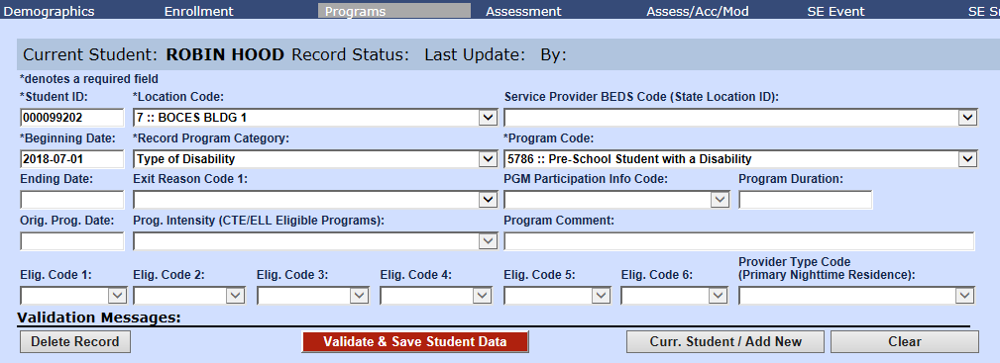 Demographics Enrollment Programs Assessment Assess/Acc/Mod SE Event SE S
Current Student: ROBIN HOOD Record Status: Last Update: By:
*denotes a required field
*Student ID: *Location Code: Service Provider BEDS Code (State Location ID):
000099202 7 :: BOCES BLDG 1
*Beginning Date: *Record Program Category: *Program Code:
2018-07-01 Type of Disability 5786 :: Pre-School Student with a Disability
Ending Date: Exit Reason Code 1: PGM Participation Info Code: Program Duration:
Orig. Prog. Date: Prog. Intensity (CTE/ELL Eligible Programs): Program Comment:
Elig. Code 1: Elig. Code 2: Elig. Code 3: Elig. Code 4: Elig. Code 5: Elig. Code 6: Provider Type Code
(Primary Nighttime Residence):
Validation Messages:
Delete Record Validate & Save Student Data Curr. Student / Add New Clear